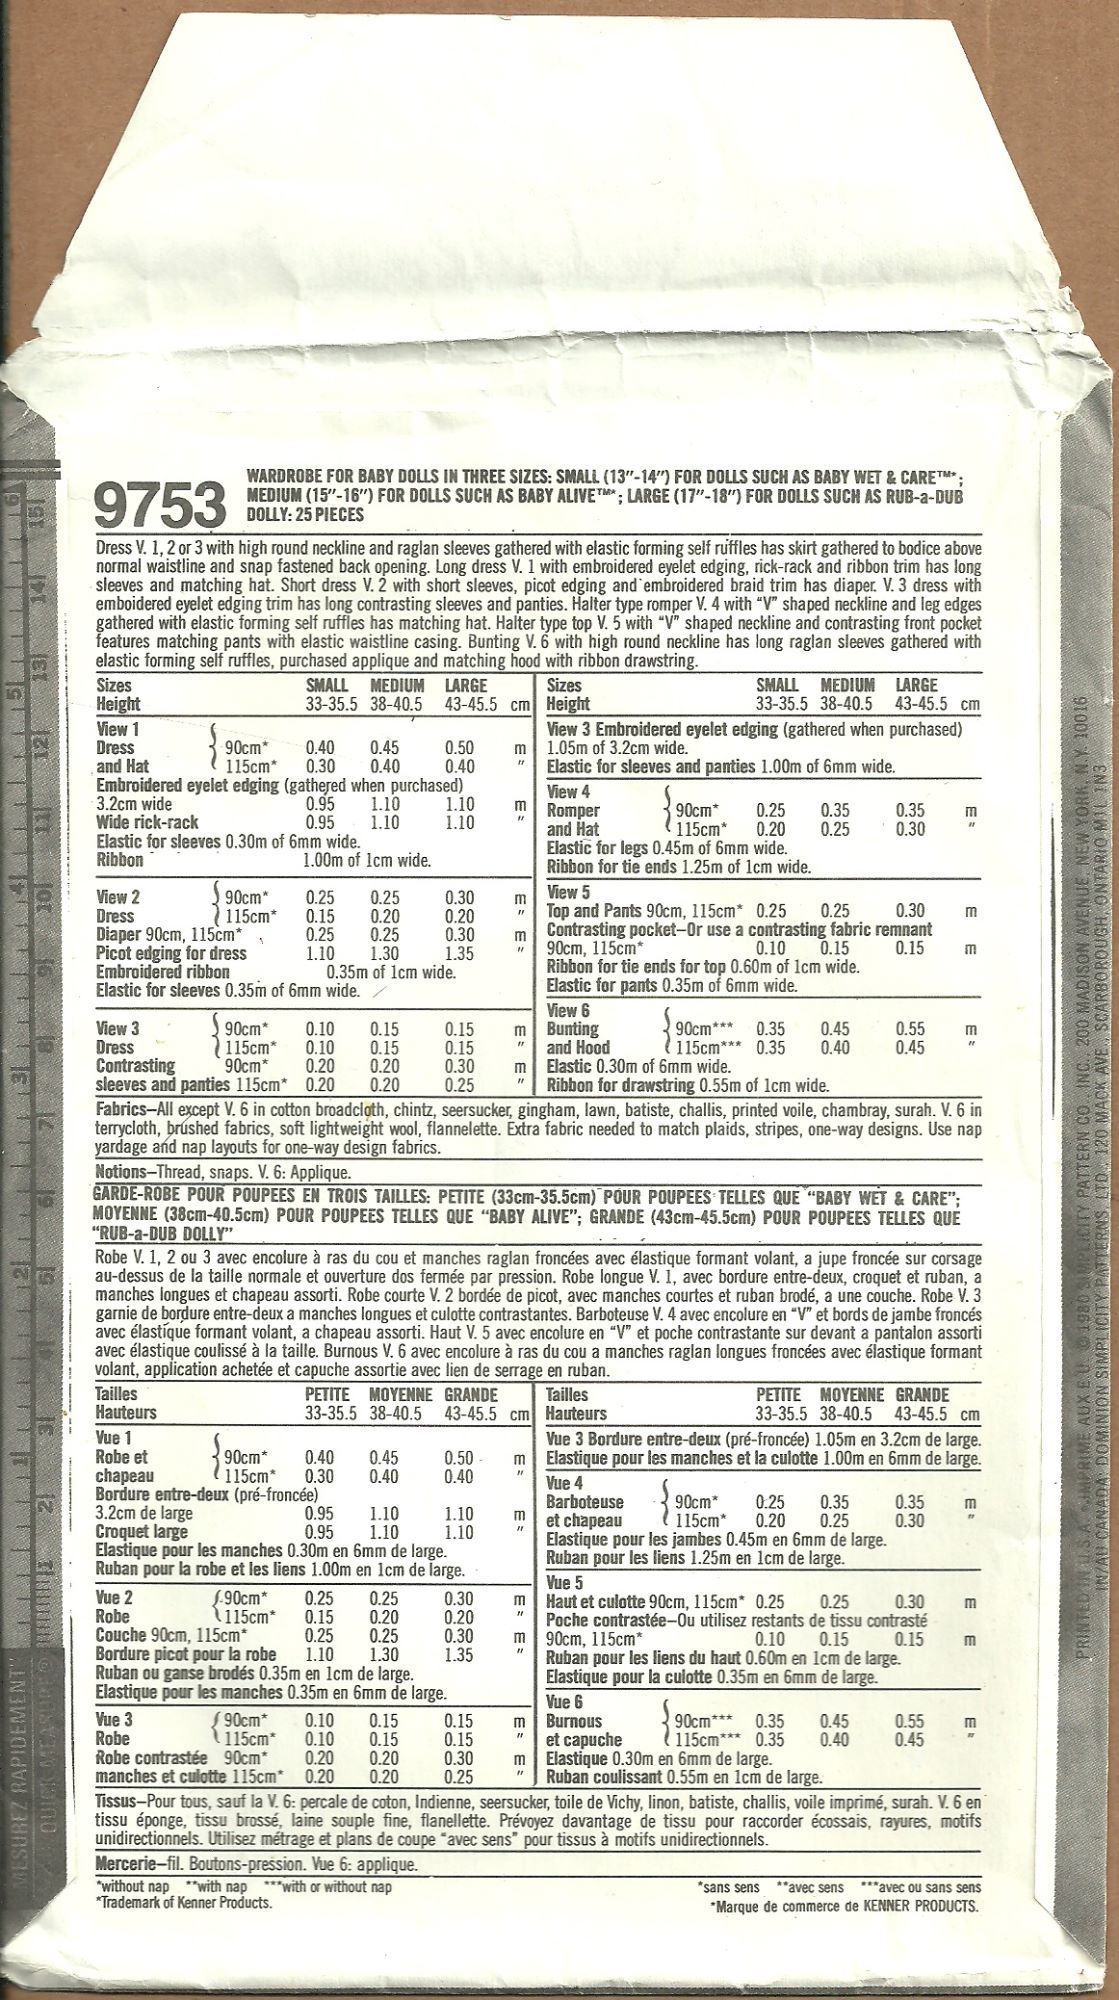 9753
WARDROBE FOR BABY DOLLS IN THREE SIZES: SMALL (13"-14") FOR DOLLS SUCH AS BABY WET & CARE™*;
MEDIUM (15"-16") FOR DOLLS SUCH AS BABY ALIVE™*; LARGE (17"-18") FOR DOLLS SUCH AS RUB-a-DUB
DOLLY: 25 PIECES
Dress V. 1, 2 or 3 with high round neckline and raglan sleeves gathered with elastic forming self ruffles has skirt gathered to bodice above
normal waistline and snap fastened back opening. Long dress V. 1 with embroidered eyelet edging, rick-rack and ribbon trim has long
sleeves and matching hat. Short dress V. 2 with short sleeves, picot edging and embroidered braid trim has diaper. V. 3 dress with
emboidered eyelet edging trim has long contrasting sleeves and panties. Halter type romper V. 4 with "V" shaped neckline and leg edges
gathered with elastic forming self ruffles has matching hat. Halter type top V. 5 with "V" shaped neckline and contrasting front pocket
features matching pants with elastic waistline casing. Bunting V. 6 with high round neckline has long raglan sleeves gathered with
elastic forming self ruffles, purchased applique and matching hood with ribbon drawstring.
Sizes SMALL MEDIUM LARGE
Height 33-35.5 38-40.5 43-45.5 cm
View 1
Dress 90cm* 0.40 0.45 0.50 m
and Hat 115cm* 0.30 0.40 0.40 "
Embroidered eyelet edging (gathered when purchased)
3.2cm wide 0.95 1.10 1.10 m
Wide rick-rack 0.95 1.10 1.10 "
Elastic for sleeves 0.30m of 6mm wide.
Ribbon 1.00m of 1cm wide.
View 2 90cm* 0.25 0.25 0.30 m
Dress 115cm* 0.15 0.20 0.20 "
Diaper 90cm, 115cm* 0.25 0.25 0.30 m
Picot edging for dress 1.10 1.30 1.35 "
Embroidered ribbon 0.35m of 1cm wide.
Elastic for sleeves 0.35m of 6mm wide.
View 3 90cm* 0.10 0.15 0.15 m
Dress 115cm* 0.10 0.15 0.15 "
Contrasting 90cm* 0.20 0.20 0.30 m
sleeves and panties 115cm* 0.20 0.20 0.25 "
Sizes SMALL MEDIUM LARGE
Height 33-35.5 38-40.5 43-45.5 cm
View 3 Embroidered eyelet edging (gathered when purchased)
1.05m of 3.2cm wide.
Elastic for sleeves and panties 1.00m of 6mm wide.
View 4
Romper 90cm* 0.25 0.35 0.35 m
and Hat 115cm* 0.20 0.25 0.30 "
Elastic for legs 0.45m of 6mm wide.
Ribbon for tie ends 1.25m of 1cm wide.
View 5
Top and Pants 90cm, 115cm* 0.25 0.25 0.30 m
Contrasting pocket–Or use a contrasting fabric remnant
90cm, 115cm* 0.10 0.15 0.15 m
Ribbon for tie ends for top 0.60m of 1cm wide.
Elastic for pants 0.35m of 6mm wide.
View 6
Bunting 90cm*** 0.35 0.45 0.55 m
and Hood 115cm*** 0.35 0.40 0.45 "
Elastic 0.30m of 6mm wide.
Ribbon for drawstring 0.55m of 1cm wide.
Fabrics–All except V. 6 in cotton broadcloth, chintz, seersucker, gingham, lawn, batiste, challis, printed voile, chambray, surah. V. 6 in
terrycloth, brushed fabrics, soft lightweight wool, flannelette. Extra fabric needed to match plaids, stripes, one-way designs. Use nap
yardage and nap layouts for one-way design fabrics.
Notions–Thread, snaps. V. 6: Applique.
GARDE-ROBE POUR POUPEES EN TROIS TAILLES: PETITE (33cm-35.5cm) POUR POUPEES TELLES QUE "BABY WET & CARE";
MOYENNE (38cm-40.5cm) POUR POUPEES TELLES QUE "BABY ALIVE"; GRANDE (43cm-45.5cm) POUR POUPEES TELLES QUE
"RUB-a-DUB DOLLY"
Robe V. 1, 2 ou 3 avec encolure à ras du cou et manches raglan froncées avec élastique formant volant, a jupe froncée sur corsage
au-dessus de la taille normale et ouverture dos fermée par pression. Robe longue V. 1, avec bordure entre-deux, croquet et ruban, a
manches longues et chapeau assorti. Robe courte V. 2 bordée de picot, avec manches courtes et ruban brodé, a une couche. Robe V. 3
garnie de bordure entre-deux a manches longues et culotte contrastantes. Barboteuse V. 4 avec encolure en "V" et bords de jambe froncés
avec élastique formant volant, a chapeau assorti. Haut V. 5 avec encolure en "V" et poche contrastante sur devant a pantalon assorti
avec élastique coulissé à la taille. Burnous V. 6 avec encolure à ras du cou a manches raglan longues froncées avec élastique formant
volant, application achetée et capuche assortie avec lien de serrage en ruban.
Tailles PETITE MOYENNE GRANDE
Hauteurs 33-35.5 38-40.5 43-45.5 cm
Vue 1
Robe et 90cm* 0.40 0.45 0.50 m
chapeau 115cm* 0.30 0.40 0.40 "
Bordure entre-deux (pré-froncée)
3.2cm de large 0.95 1.10 1.10 m
Croquet large 0.95 1.10 1.10 "
Elastique pour les manches 0.30m en 6mm de large.
Ruban pour la robe et les liens 1.00m en 1cm de large.
Vue 2 90cm* 0.25 0.25 0.30 m
Robe 115cm* 0.15 0.20 0.20 "
Couche 90cm, 115cm* 0.25 0.25 0.30 m
Bordure picot pour la robe 1.10 1.30 1.35 "
Ruban ou ganse brodés 0.35m en 1cm de large.
Elastique pour les manches 0.35m en 6mm de large.
Vue 3 90cm* 0.10 0.15 0.15 m
Robe 115cm* 0.10 0.15 0.15 "
Robe contrastée 90cm* 0.20 0.20 0.30 m
manches et culotte 115cm* 0.20 0.20 0.25 "
Tailles PETITE MOYENNE GRANDE
Hauteurs 33-35.5 38-40.5 43-45.5 cm
Vue 3 Bordure entre-deux (pré-froncée) 1.05m en 3.2cm de large.
Elastique pour les manches et la culotte 1.00m en 6mm de large.
Vue 4
Barboteuse 90cm* 0.25 0.35 0.35 m
et chapeau 115cm* 0.20 0.25 0.30 "
Elastique pour les jambes 0.45m en 6mm de large.
Ruban pour les liens 1.25m en 1cm de large.
Vue 5
Haut et culotte 90cm, 115cm* 0.25 0.25 0.30 m
Poche contrastée–Ou utilisez restants de tissu contrasté
90cm, 115cm* 0.10 0.15 0.15 m
Ruban pour les liens du haut 0.60m en 1cm de large.
Elastique pour la culotte 0.35m en 6mm de large.
Vue 6
Burnous 90cm*** 0.35 0.45 0.55 m
et capuche 115cm*** 0.35 0.40 0.45 "
Elastique 0.30m en 6mm de large.
Ruban coulissant 0.55m en 1cm de large.
Tissus–Pour tous, sauf la V. 6: percale de coton, Indienne, seersucker, toile de Vichy, linon, batiste, challis, voile imprimé, surah. V. 6 en
tissu éponge, tissu brossé, laine souple fine, flanellette. Prévoyez davantage de tissu pour raccorder écossais, rayures, motifs
unidirectionnels. Utilisez métrage et plans de coupe "avec sens" pour tissus à motifs unidirectionnels.
Mercerie–fil. Boutons-pression. Vue 6: applique.
*without nap **with nap ***with or without nap
*Trademark of Kenner Products.
*sans sens **avec sens ***avec ou sans sens
*Marque de commerce de KENNER PRODUCTS.
MESUREZ RAPIDEMENT"
QUICK MEASURE®
1 2 3 4 5 6
1 2 3 4 5 6 7 8 9 10 11 12 13 14 15
PRINTED IN U.S.A. IMPRIME AUX E.U. © 1980 SIMPLICITY PATTERN CO., INC., 200 MADISON AVENUE, NEW YORK, N.Y. 10016
IN/AU CANADA: DOMINION SIMPLICITY PATTERNS, LTD., 120 MACK AVE., SCARBOROUGH, ONTARIO M1L 1N3